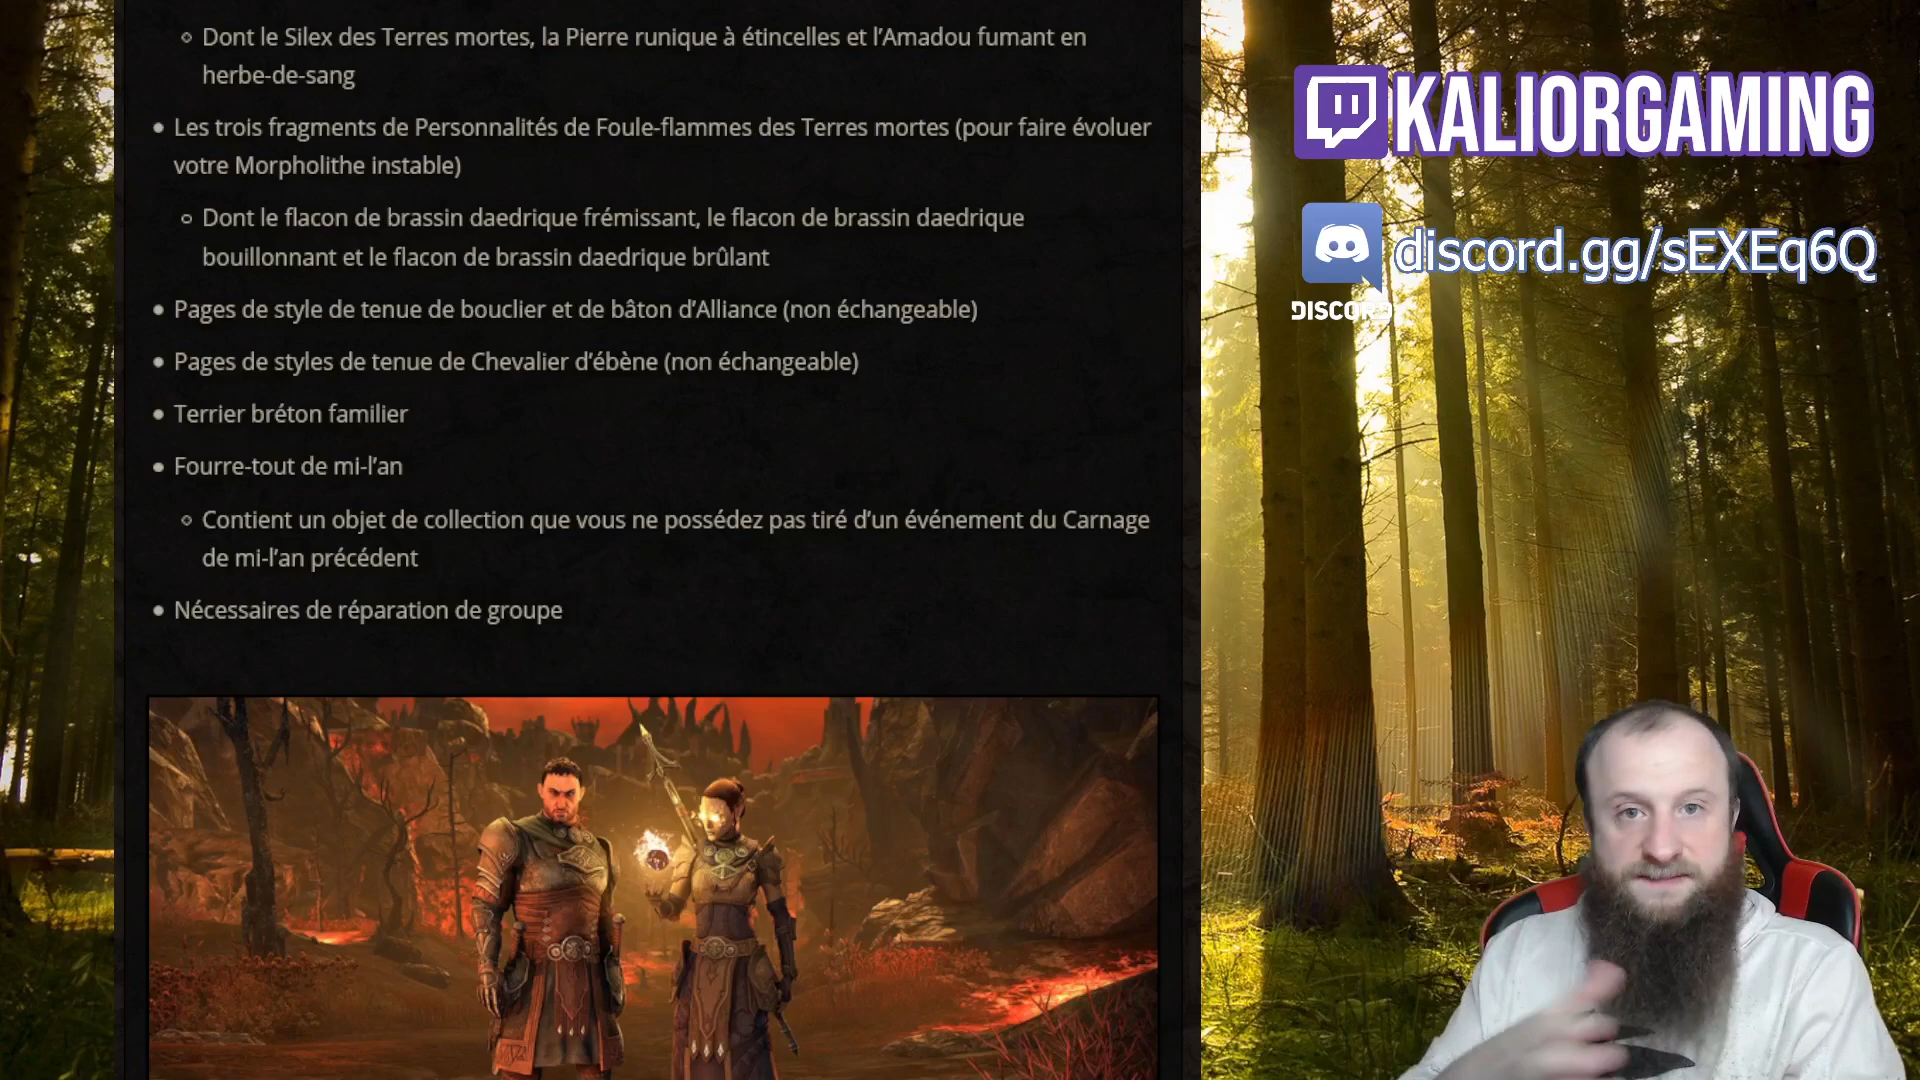 Dont le Silex des Terres mortes, la Pierre runique à étincelles et l’Amadou fumant en
herbe-de-sang
Les trois fragments de Personnalités de Foule-flammes des Terres mortes (pour faire évoluer
votre Morpholithe instable)
Dont le flacon de brassin daedrique frémissant, le flacon de brassin daedrique
bouillonnant et le flacon de brassin daedrique brûlant
Pages de style de tenue de bouclier et de bâton d’Alliance (non échangeable)
Pages de styles de tenue de Chevalier d’ébène (non échangeable)
Terrier bréton familier
Fourre-tout de mi-l’an
Contient un objet de collection que vous ne possédez pas tiré d’un événement du Carnage
de mi-l’an précédent
Nécessaires de réparation de groupe
KALIORGAMING
discord.gg/sEXEq6Q
DISCORD